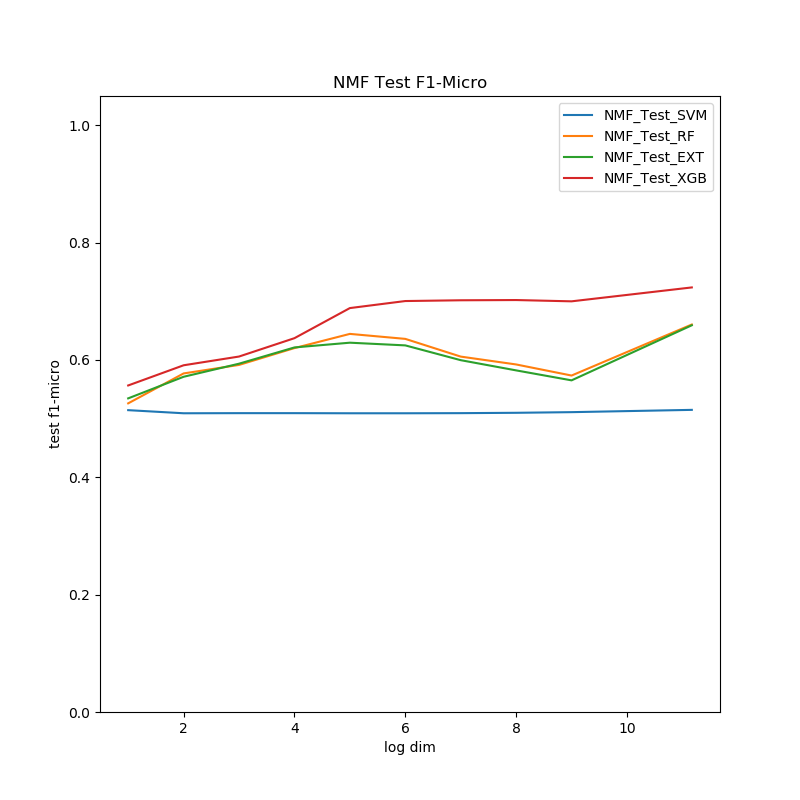 NMF Test F1-Micro
NMF_Test_SVM
NMF_Test_RF
NMF_Test_EXT
NMF_Test_XGB
1.0
0.8
0.6
0.4
0.2
0.0
test f1-micro
2 4 6 8 10
log dim